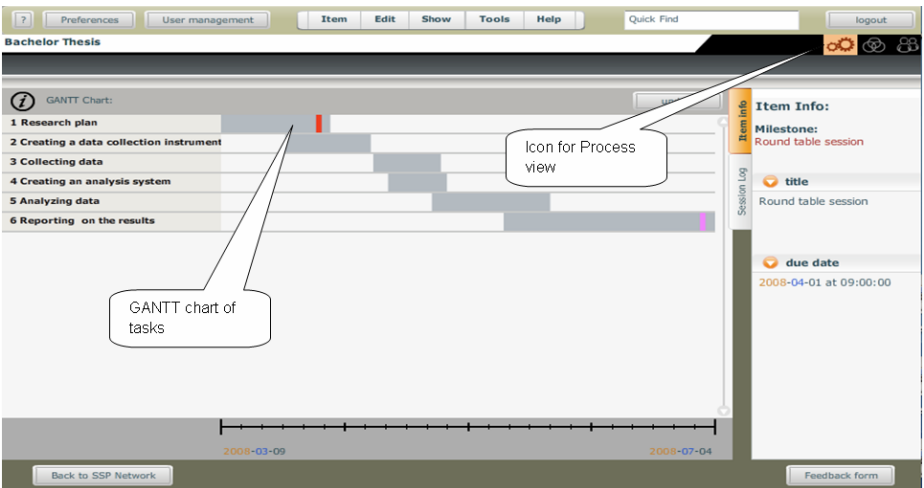 ? Preferences User management Item Edit Show Tools Help Quick Find logout
Bachelor Thesis
GANTT Chart:
1 Research plan
2 Creating a data collection instrument
3 Collecting data
4 Creating an analysis system
5 Analyzing data
6 Reporting on the results
Icon for Process
view
GANTT chart of
tasks
Item Info
Session Log
Item Info:
Milestone:
Round table session
title
Round table session
due date
2008-04-01 at 09:00:00
2008-03-09 2008-07-04
Back to SSP Network Feedback form